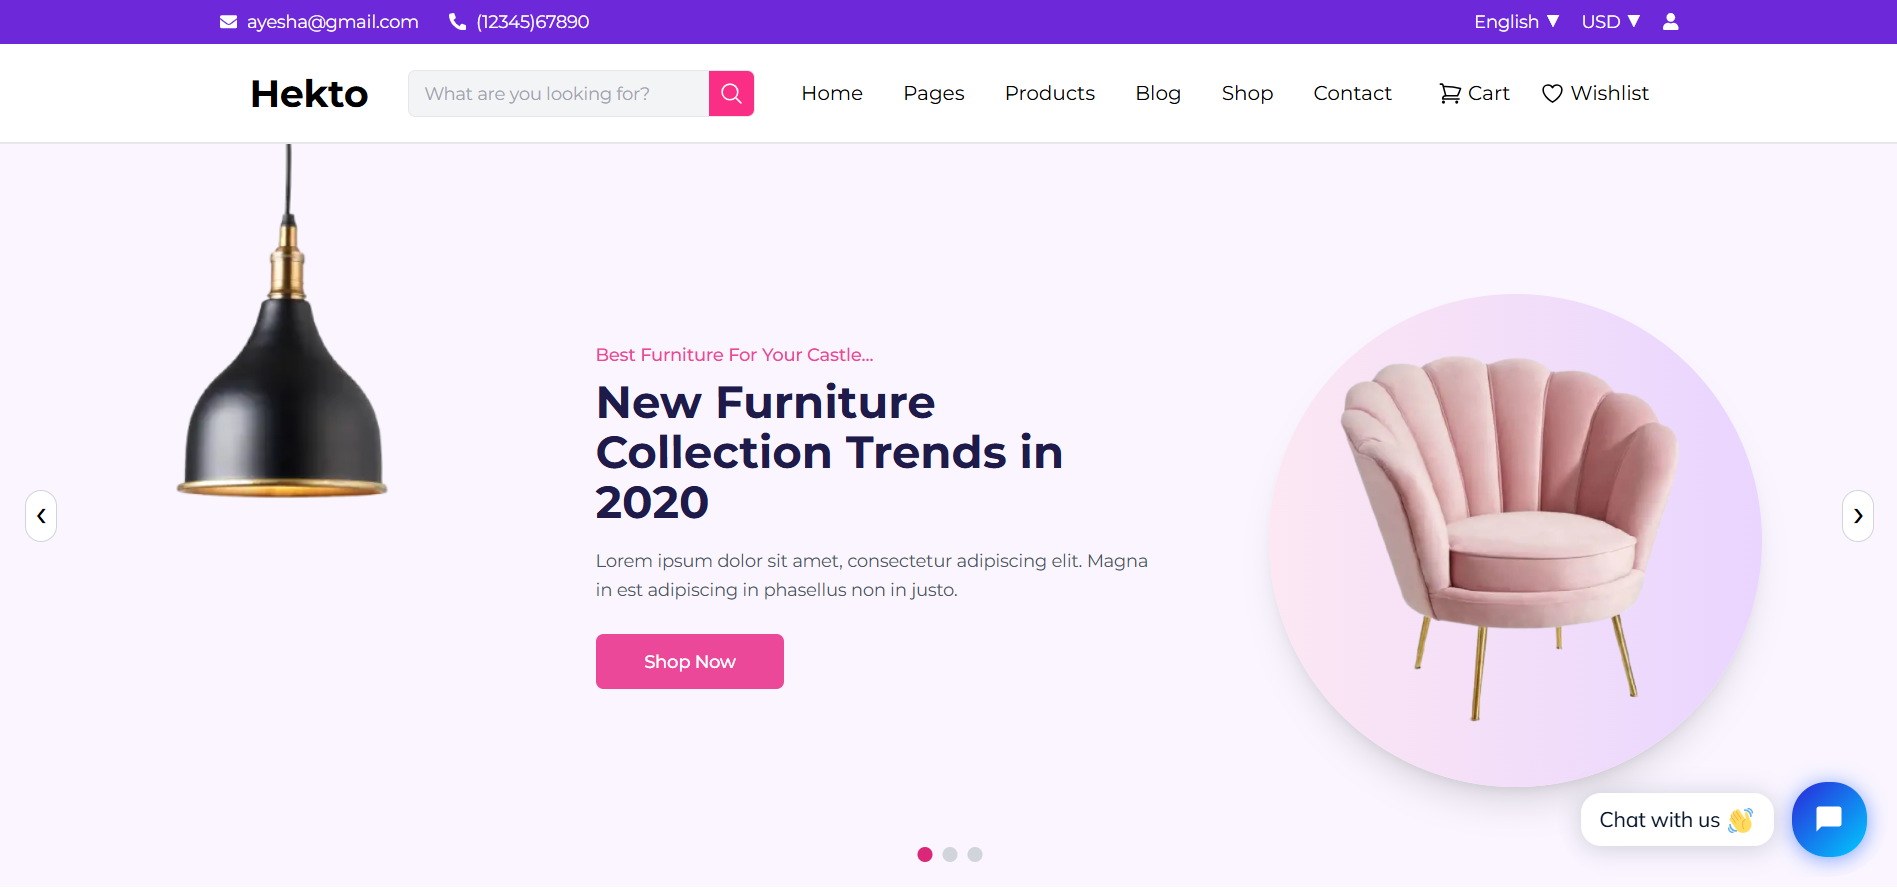 ayesha@gmail.com (12345)67890 English ▼ USD ▼
Hekto What are you looking for? Home Pages Products Blog Shop Contact Cart Wishlist
Best Furniture For Your Castle...
New Furniture
Collection Trends in
2020
Lorem ipsum dolor sit amet, consectetur adipiscing elit. Magna
in est adipiscing in phasellus non in justo.
Shop Now
Chat with us 👋